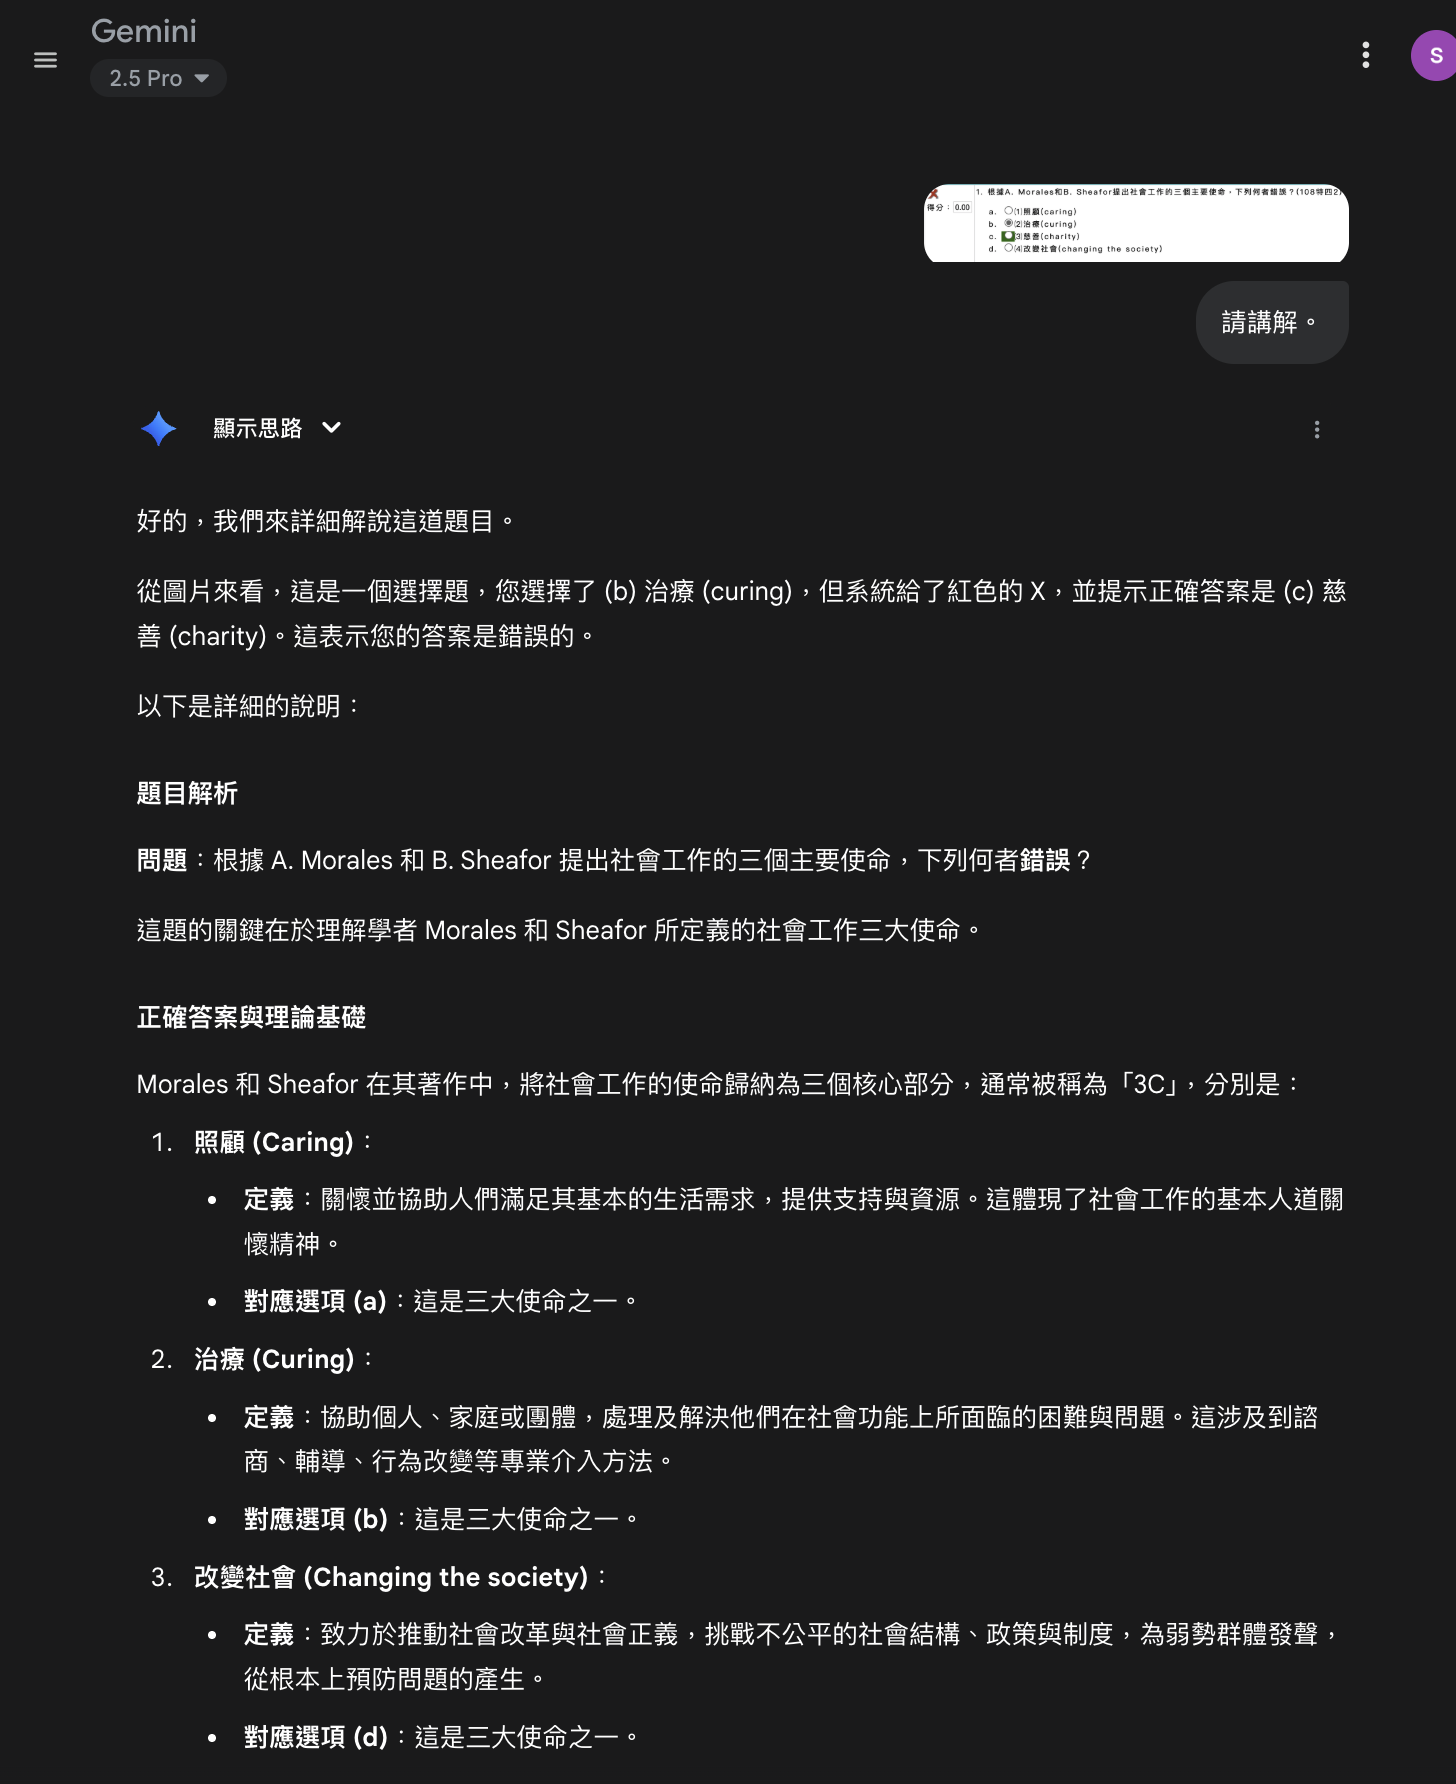 Gemini
2.5 Pro
S
1. 根據A. Morales和B. Sheafor提出社會工作的三個主要使命，下列何者錯誤？(108特四2)
得分：0.00
a. (1)照顧(caring)
b. (2)治療(curing)
c. (3)慈善(charity)
d. (4)改變社會(changing the society)
請講解。
顯示思路
好的，我們來詳細解說這道題目。
從圖片來看，這是一個選擇題，您選擇了 (b) 治療 (curing)，但系統給了紅色的 X，並提示正確答案是 (c) 慈
善 (charity)。這表示您的答案是錯誤的。
以下是詳細的說明：
題目解析
問題：根據 A. Morales 和 B. Sheafor 提出社會工作的三個主要使命，下列何者錯誤？
這題的關鍵在於理解學者 Morales 和 Sheafor 所定義的社會工作三大使命。
正確答案與理論基礎
Morales 和 Sheafor 在其著作中，將社會工作的使命歸納為三個核心部分，通常被稱為「3C」，分別是：
1. 照顧 (Caring)：
• 定義：關懷並協助人們滿足其基本的生活需求，提供支持與資源。這體現了社會工作的基本人道關
懷精神。
• 對應選項 (a)：這是三大使命之一。
2. 治療 (Curing)：
• 定義：協助個人、家庭或團體，處理及解決他們在社會功能上所面臨的困難與問題。這涉及到諮
商、輔導、行為改變等專業介入方法。
• 對應選項 (b)：這是三大使命之一。
3. 改變社會 (Changing the society)：
• 定義：致力於推動社會改革與社會正義，挑戰不公平的社會結構、政策與制度，為弱勢群體發聲，
從根本上預防問題的產生。
• 對應選項 (d)：這是三大使命之一。